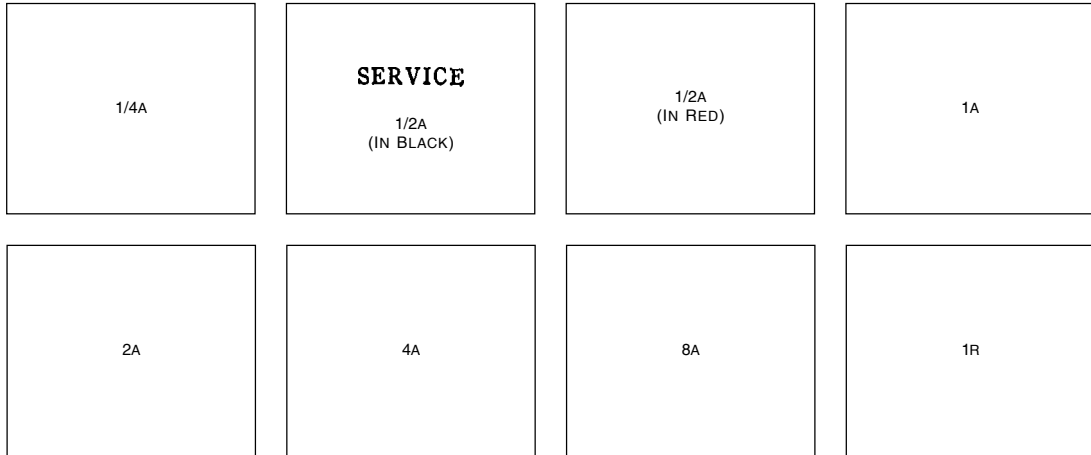 1/4A
SERVICE
1/2A
(IN BLACK)
1/2A
(IN RED)
1A
2A
4A
8A
1R